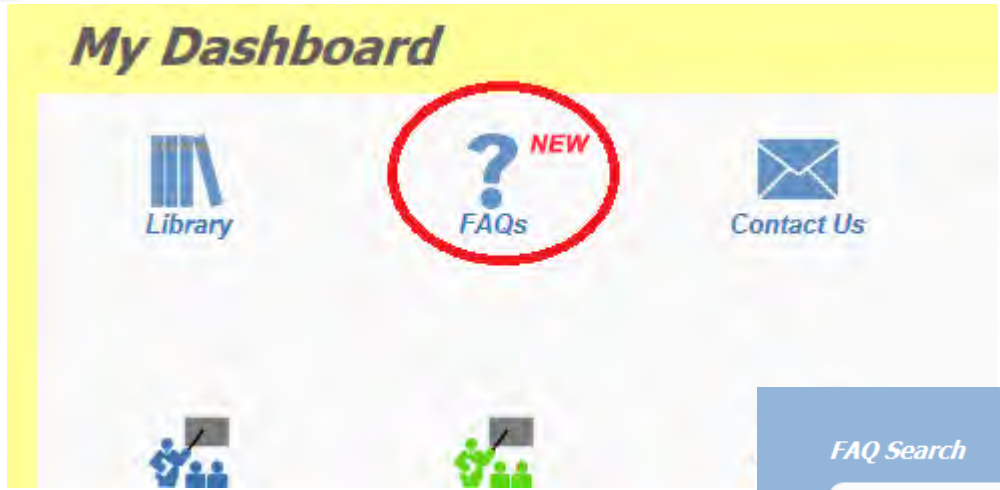 My Dashboard
NEW
Library
FAQs
Contact Us
FAQ Search